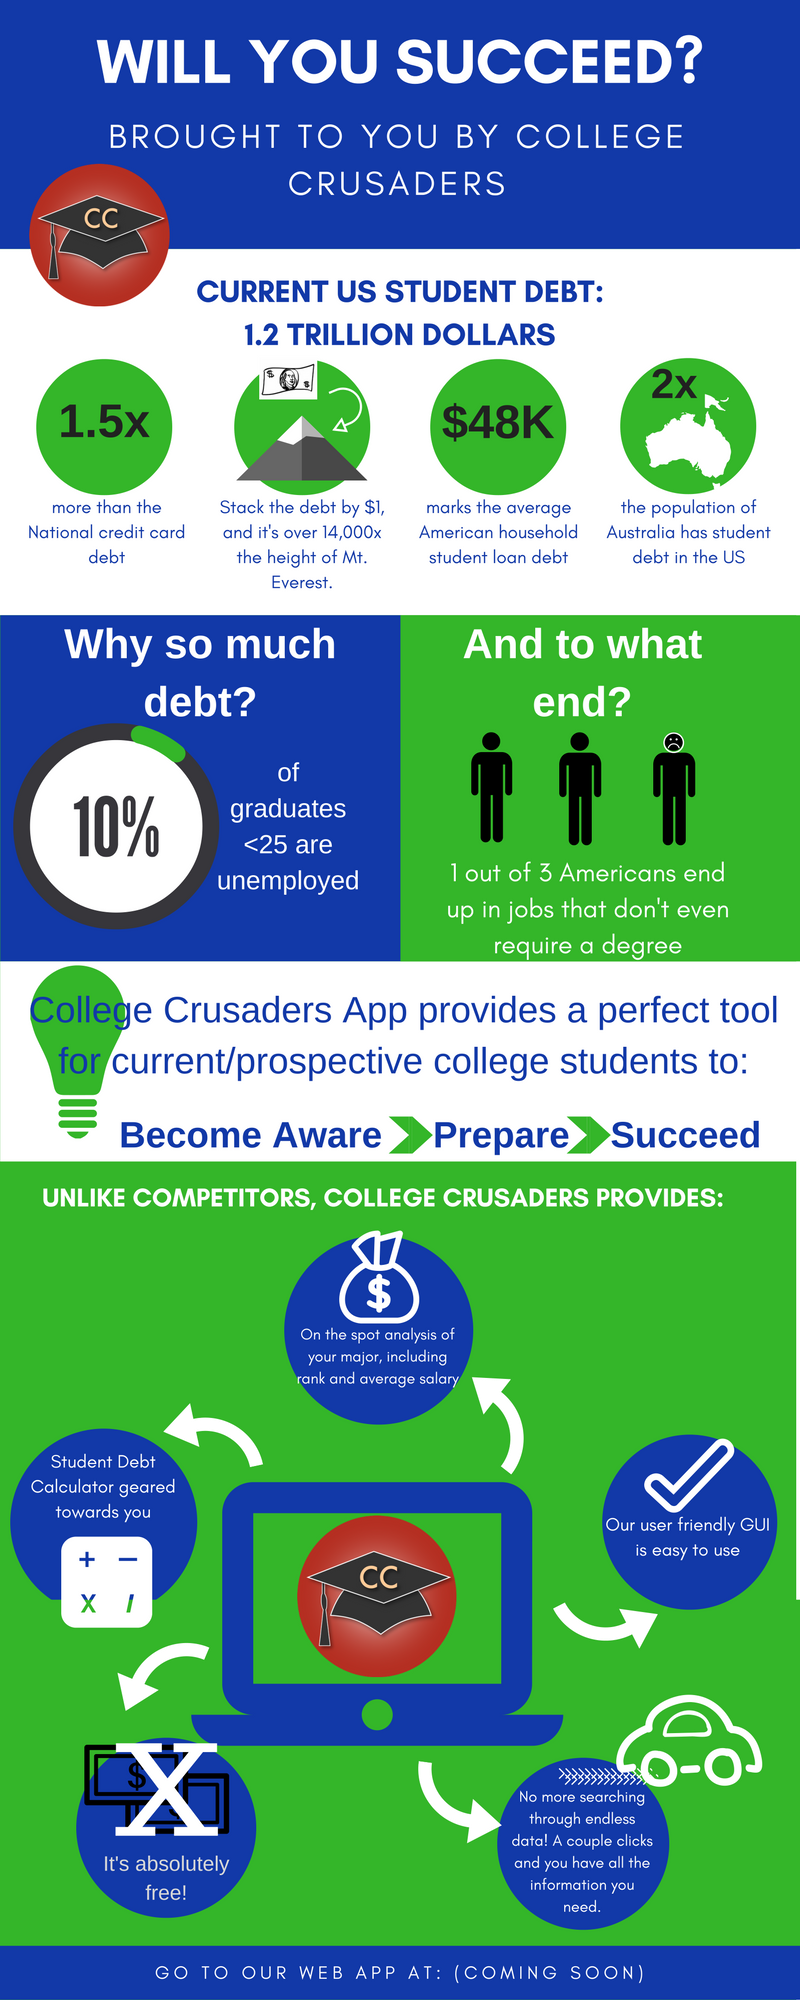 WILL YOU SUCCEED?
BROUGHT TO YOU BY COLLEGE
CRUSADERS
CC
CURRENT US STUDENT DEBT:
1.2 TRILLION DOLLARS
1.5x
more than the
National credit card
debt
$ $
Stack the debt by $1,
and it's over 14,000x
the height of Mt.
Everest.
$48K
marks the average
American household
student loan debt
2x
the population of
Australia has student
debt in the US
Why so much
debt?
10%
of
graduates
<25 are
unemployed
And to what
end?
1 out of 3 Americans end
up in jobs that don't even
require a degree
College Crusaders App provides a perfect tool
for current/prospective college students to:
Become Aware Prepare Succeed
UNLIKE COMPETITORS, COLLEGE CRUSADERS PROVIDES:
$
On the spot analysis of
your major, including
rank and average salary
Student Debt
Calculator geared
towards you
+ −
x /
Our user friendly GUI
is easy to use
CC
$
X
It's absolutely
free!
No more searching
through endless
data! A couple clicks
and you have all the
information you
need.
GO TO OUR WEB APP AT: (COMING SOON)